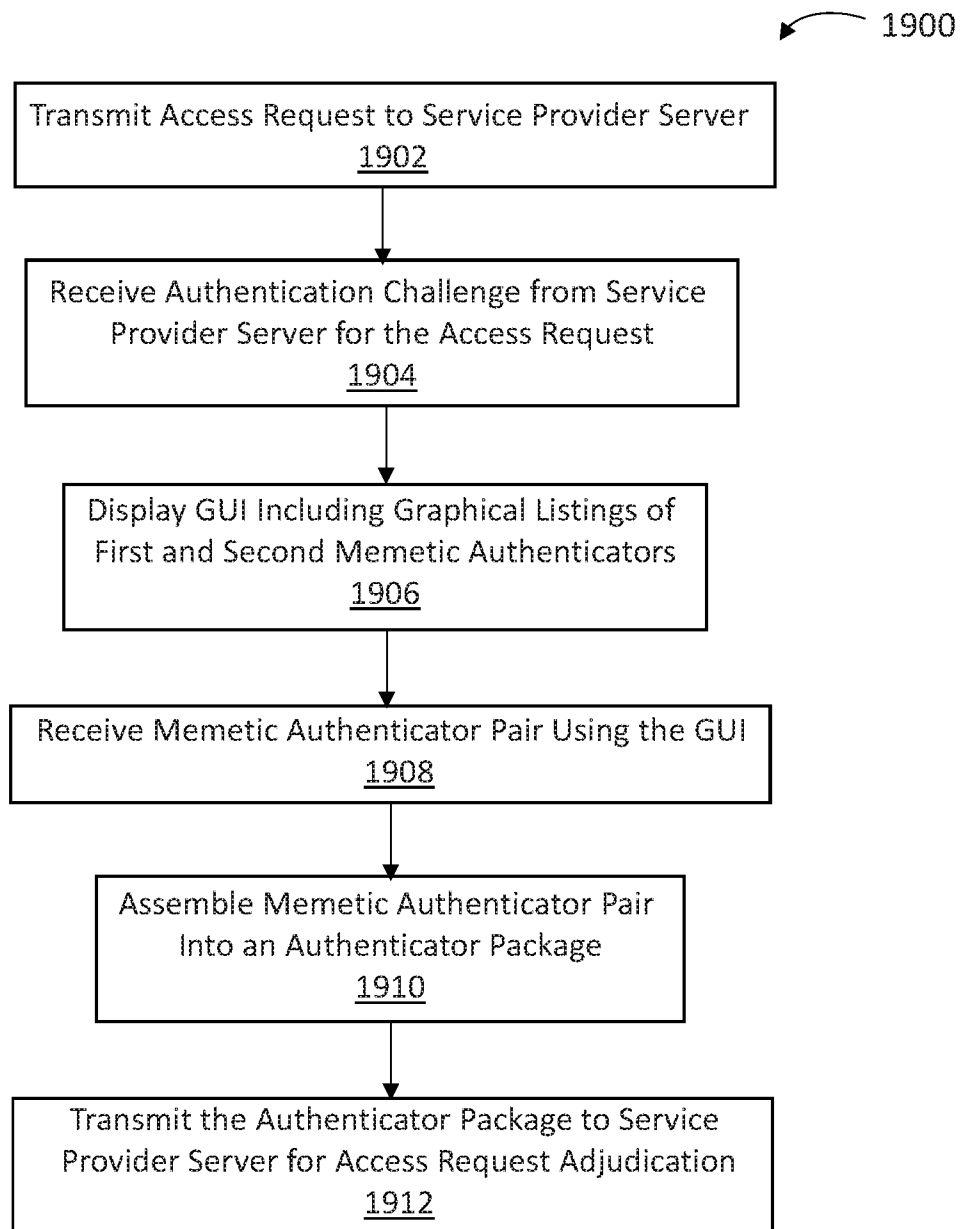 1900
Transmit Access Request to Service Provider Server
1902
Receive Authentication Challenge from Service
Provider Server for the Access Request
1904
Display GUI Including Graphical Listings of
First and Second Memetic Authenticators
1906
Receive Memetic Authenticator Pair Using the GUI
1908
Assemble Memetic Authenticator Pair
Into an Authenticator Package
1910
Transmit the Authenticator Package to Service
Provider Server for Access Request Adjudication
1912